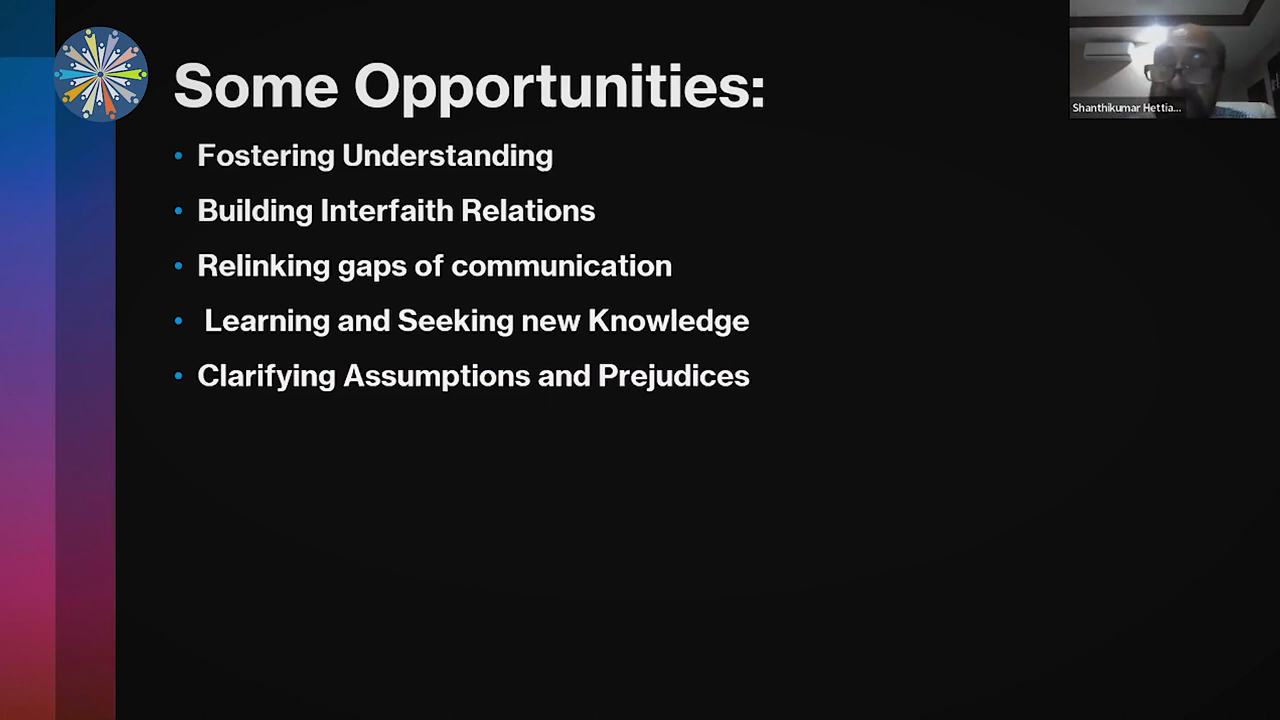 Some Opportunities:
• Fostering Understanding
• Building Interfaith Relations
• Relinking gaps of communication
• Learning and Seeking new Knowledge
• Clarifying Assumptions and Prejudices
Shanthikumar Hettia...